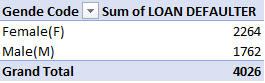 Gende Code Sum of LOAN DEFAULTER
Female(F) 2264
Male(M) 1762
Grand Total 4026